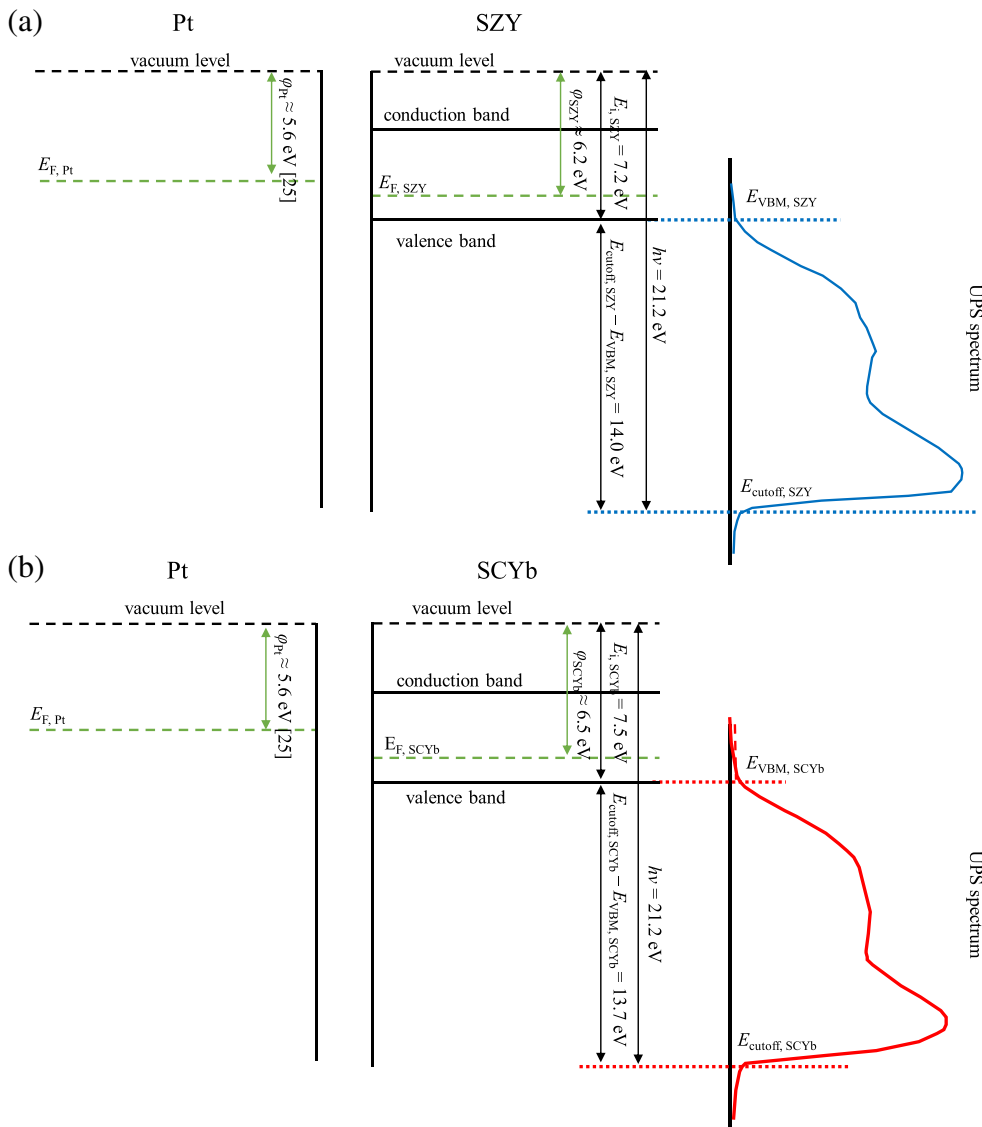 (a)
Pt
SZY
vacuum level
vacuum level
φPt ≈ 5.6 eV [25]
φSZY ≈ 6.2 eV
Ei, SZY = 7.2 eV
conduction band
EF, Pt
EF, SZY
EVBM, SZY
valence band
Ecutoff, SZY – EVBM, SZY = 14.0 eV
hν = 21.2 eV
UPS spectrum
Ecutoff, SZY
(b)
Pt
SCYb
vacuum level
vacuum level
φPt ≈ 5.6 eV [25]
φSCYb ≈ 6.5 eV
Ei, SCYb = 7.5 eV
conduction band
EF, Pt
EF, SCYb
EVBM, SCYb
valence band
Ecutoff, SCYb – EVBM, SCYb = 13.7 eV
hν = 21.2 eV
UPS spectrum
Ecutoff, SCYb